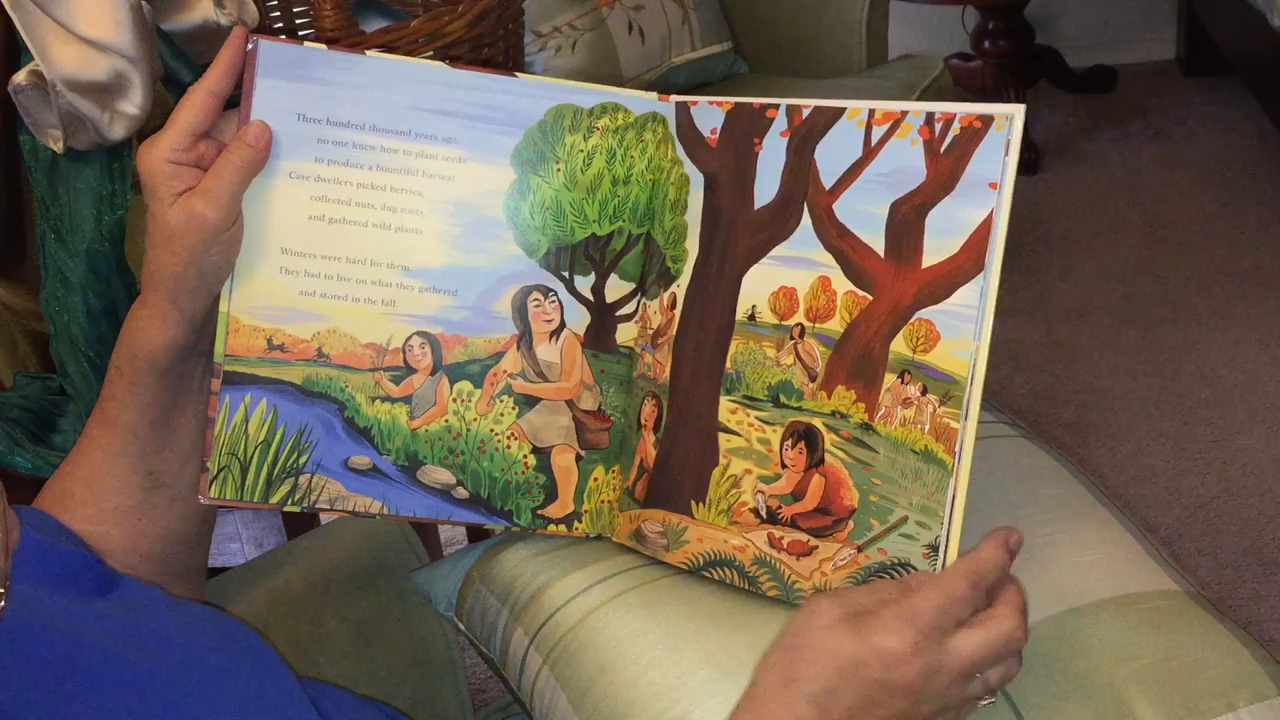 Three hundred thousand years ago,
no one knew how to plant seeds
to produce a bountiful harvest.
Cave dwellers picked berries,
collected nuts, dug roots,
and gathered wild plants.
Winters were hard for them.
They had to live on what they gathered
and stored in the fall.